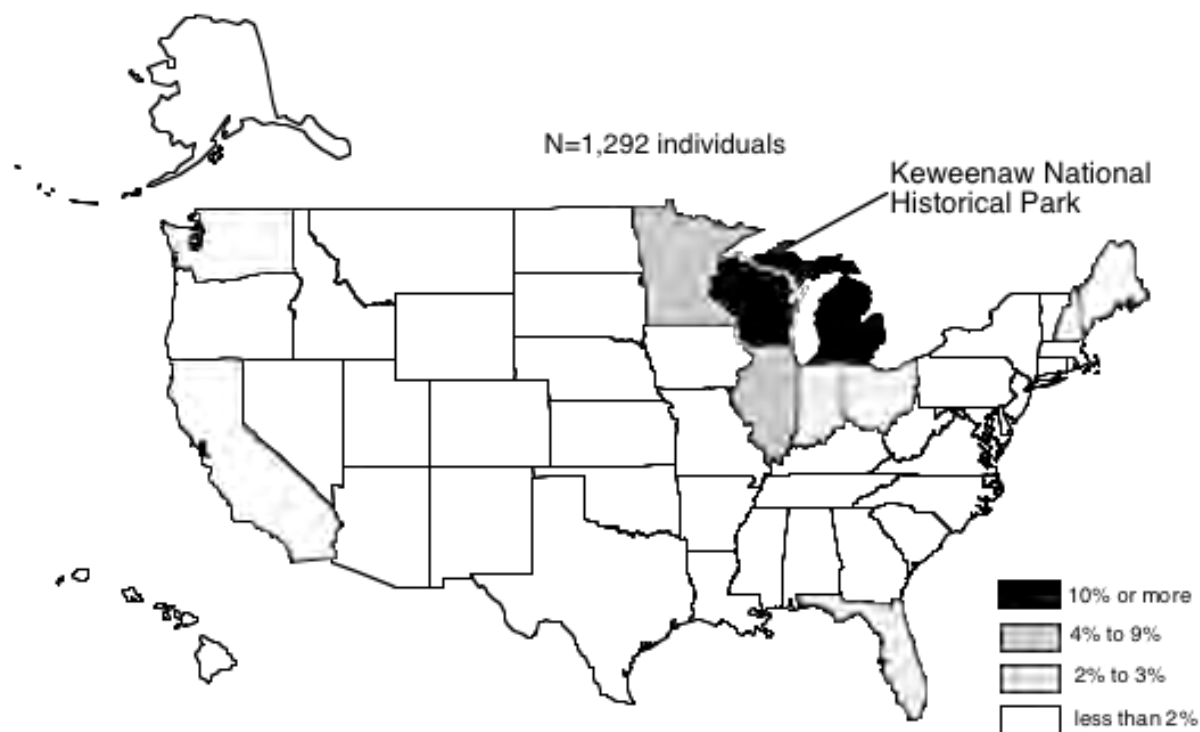 N=1,292 individuals
Keweenaw National
Historical Park
10% or more
4% to 9%
2% to 3%
less than 2%